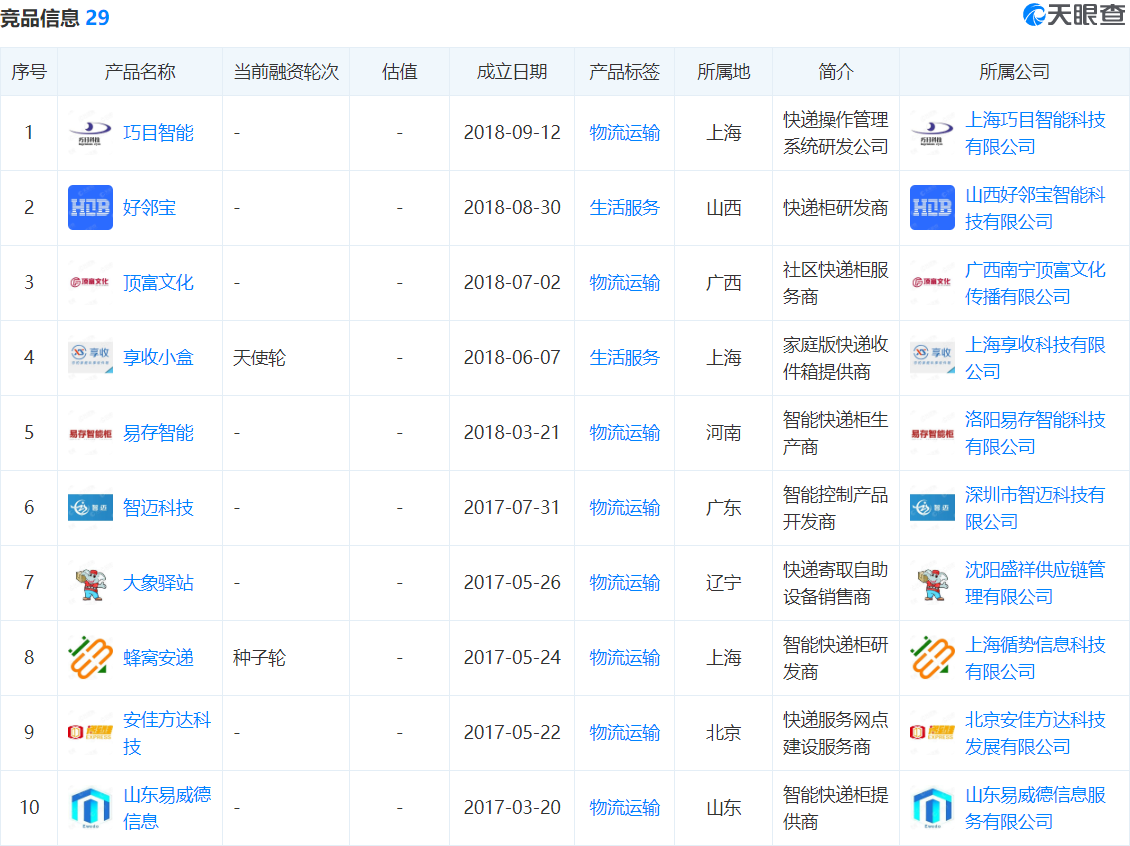 竞品信息 29
天眼查
序号 产品名称 当前融资轮次 估值 成立日期 产品标签 所属地 简介 所属公司
1 巧目智能 - - 2018-09-12 物流运输 上海 快递操作管理 上海巧目智能科技
系统研发公司 有限公司
2 HLB 好邻宝 - - 2018-08-30 生活服务 山西 快递柜研发商 HLB 山西好邻宝智能科
技有限公司
3 顶富文化 顶富文化 - - 2018-07-02 物流运输 广西 社区快递柜服 顶富文化 广西南宁顶富文化
务商 传播有限公司
4 享收 享收小盒 天使轮 - 2018-06-07 生活服务 上海 家庭版快递收 享收 上海享收科技有限
件箱提供商 公司
5 易存智能柜 易存智能 - - 2018-03-21 物流运输 河南 智能快递柜生 易存智能柜 洛阳易存智能科技
产商 有限公司
6 智迈 智迈科技 - - 2017-07-31 物流运输 广东 智能控制产品 智迈 深圳市智迈科技有
开发商 限公司
7 大象驿站 - - 2017-05-26 物流运输 辽宁 快递寄取自助 沈阳盛祥供应链管
设备销售商 理有限公司
8 蜂窝安递 种子轮 - 2017-05-24 物流运输 上海 智能快递柜研 上海循势信息科技
发商 有限公司
9 安佳方达科 - - 2017-05-22 物流运输 北京 快递服务网点 北京安佳方达科技
技 建设服务商 发展有限公司
10 山东易威德 - - 2017-03-20 物流运输 山东 智能快递柜提 山东易威德信息服
信息 供商 务有限公司